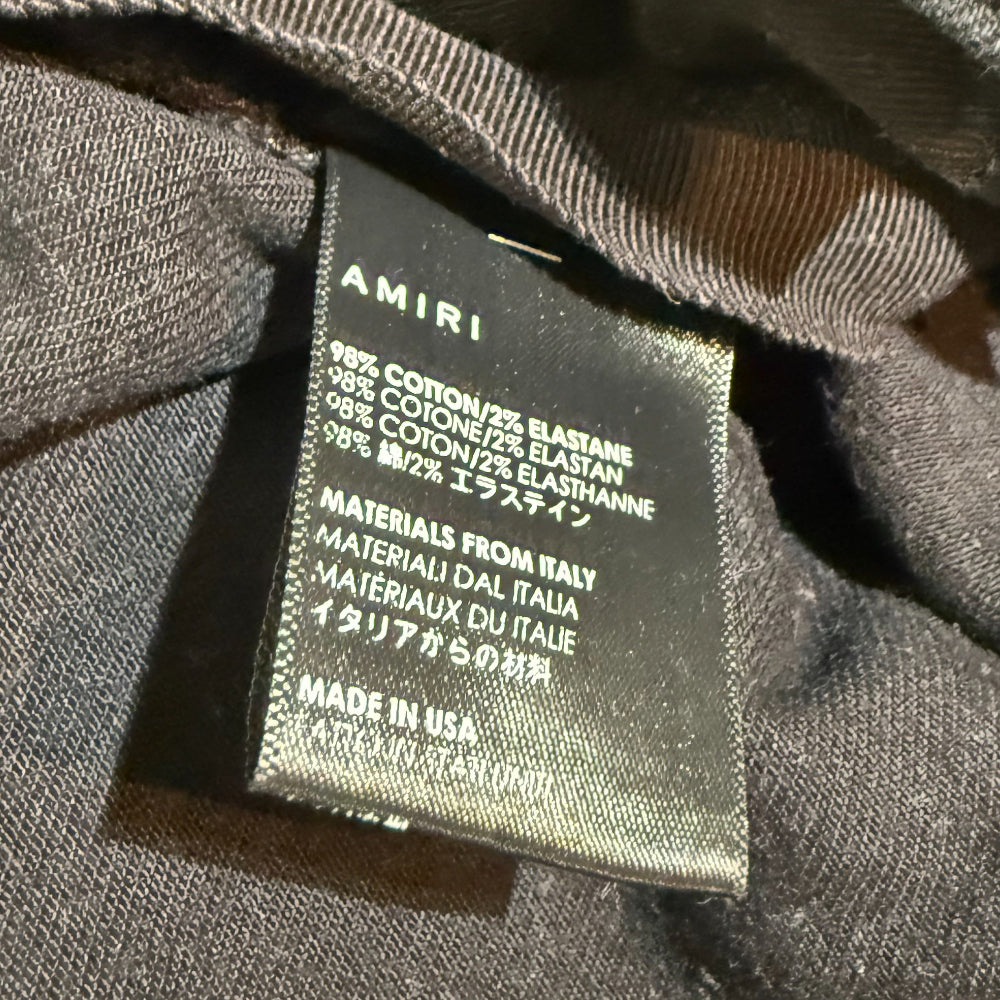 AMIRI
98% COTTON/2% ELASTANE
98% COTONE/2% ELASTAN
98% COTON/2% ELASTHANNE
98% 綿/2% エラステイン
MATERIALS FROM ITALY
MATERIALI DAL ITALIA
MATÉRIAUX DU ITALIE
イタリアからの材料
MADE IN USA